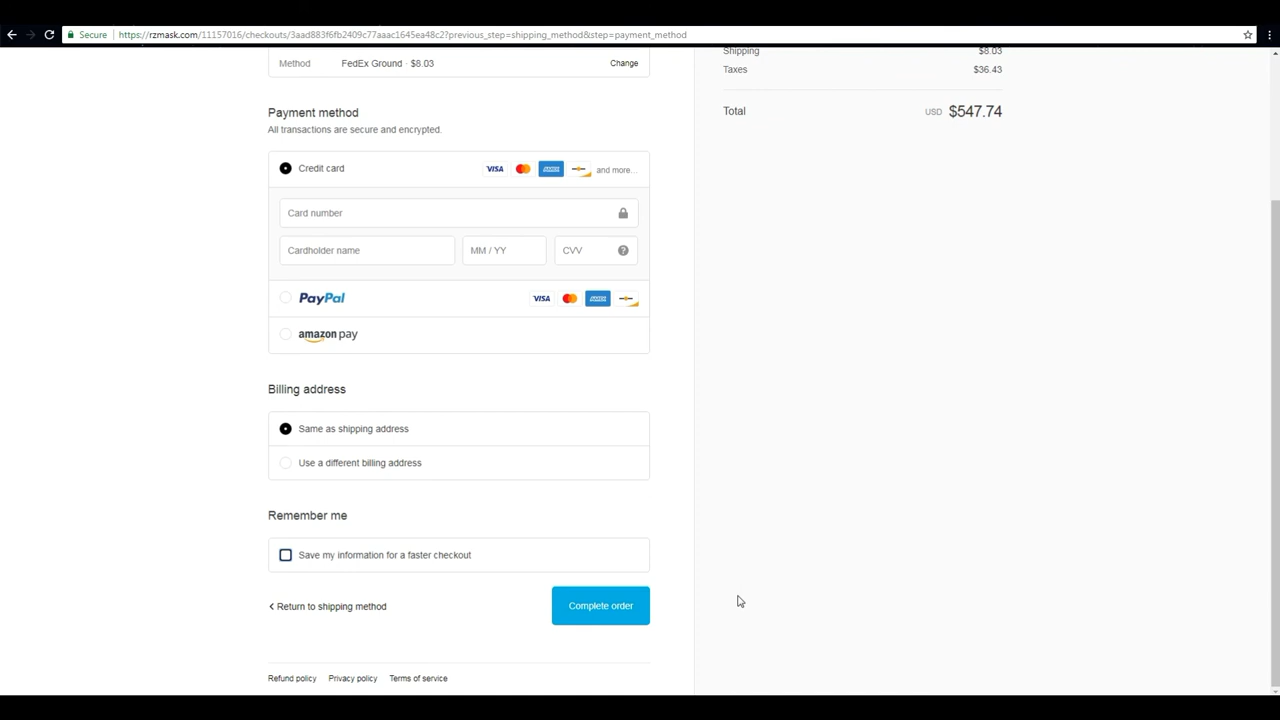 Secure https://rzmask.com/11157016/checkouts/3aad883f6fb2409c77aaac1645ea48c2?previous_step=shipping_method&step=payment_method
Method FedEx Ground · $8.03 Change
Shipping $8.03
Taxes $36.43
Total USD $547.74
Payment method
All transactions are secure and encrypted.
Credit card VISA and more...
Card number
Cardholder name MM / YY CVV ?
PayPal VISA
amazon pay
Billing address
Same as shipping address
Use a different billing address
Remember me
Save my information for a faster checkout
Return to shipping method Complete order
Refund policy Privacy policy Terms of service